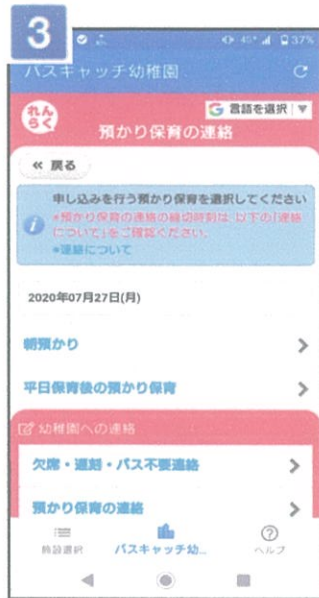 3
45° 37%
バスキャッチ幼稚園
れんらく
G 言語を選択 ▼
預かり保育の連絡
≪ 戻る
申し込みを行う預かり保育を選択してください
※預かり保育の連絡の締切時刻は、以下の「連絡
について」をご確認ください。
※連絡について
2020年07月27日(月)
朝預かり
平日保育後の預かり保育
幼稚園への連絡
欠席・遅刻・バス不要連絡
預かり保育の連絡
施設選択
バスキャッチ幼...
ヘルプ